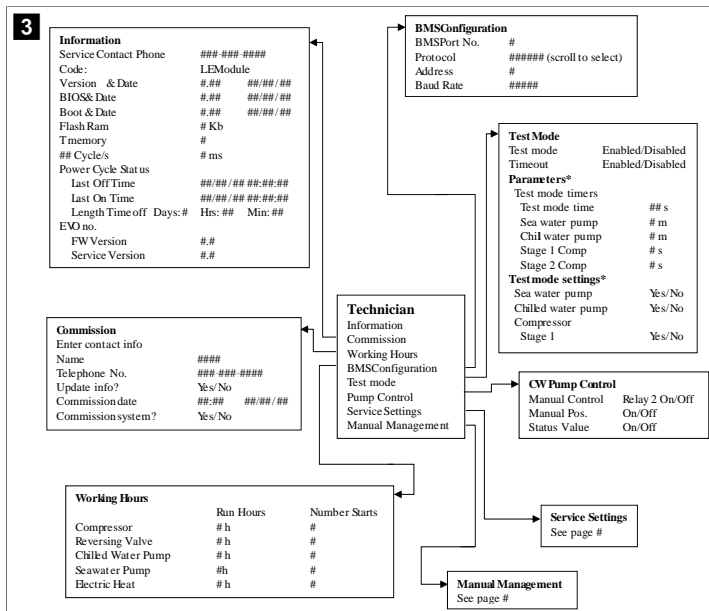 3
Information
Service Contact Phone ###-###-####
Code: LEModule
Version & Date #.## ##/##/##
BIOS & Date #.## ##/##/##
Boot & Date #.## ##/##/##
Flash Ram # Kb
Tmemory #
## Cycle/s # ms
Power Cycle Status
Last Off Time ##/##/## ##:##:##
Last On Time ##/##/## ##:##:##
Length Time off Days: # Hrs: ## Min: ##
EVO no.
FW Version #.#
Service Version #.#
BMSConfiguration
BMSPort No. #
Protocol ###### (scroll to select)
Address #
Baud Rate #####
Test Mode
Test mode Enabled/Disabled
Timeout Enabled/Disabled
Parameters*
Test mode timers
Test mode time ## s
Sea water pump # m
Chill water pump # m
Stage 1 Comp # s
Stage 2 Comp # s
Test mode settings*
Sea water pump Yes/No
Chilled water pump Yes/No
Compressor
Stage 1 Yes/No
Technician
Information
Commission
Working Hours
BMSConfiguration
Test mode
Pump Control
Service Settings
Manual Management
Commission
Enter contact info
Name ####
Telephone No. ###-###-####
Update info? Yes/No
Commission date ##:## ##/##/##
Commission system? Yes/No
CW Pump Control
Manual Control Relay 2 On/Off
Manual Pos. On/Off
Status Value On/Off
Working Hours
Run Hours Number Starts
Compressor # h #
Reversing Valve # h #
Chilled Water Pump # h #
Seawater Pump #h #
Electric Heat # h #
Service Settings
See page #
Manual Management
See page #